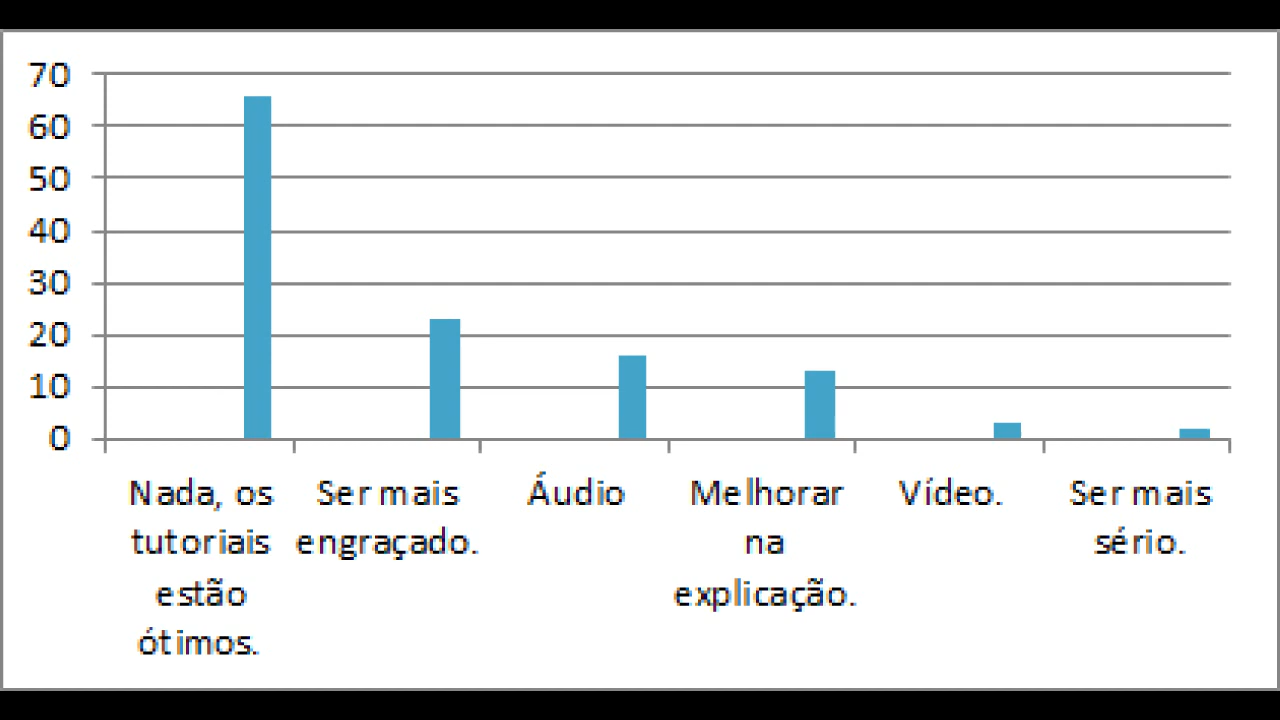 70
60
50
40
30
20
10
0
Nada, os
tutoriais
estão
ótimos.
Ser mais
engraçado.
Áudio
Melhorar
na
explicação.
Vídeo.
Ser mais
sério.